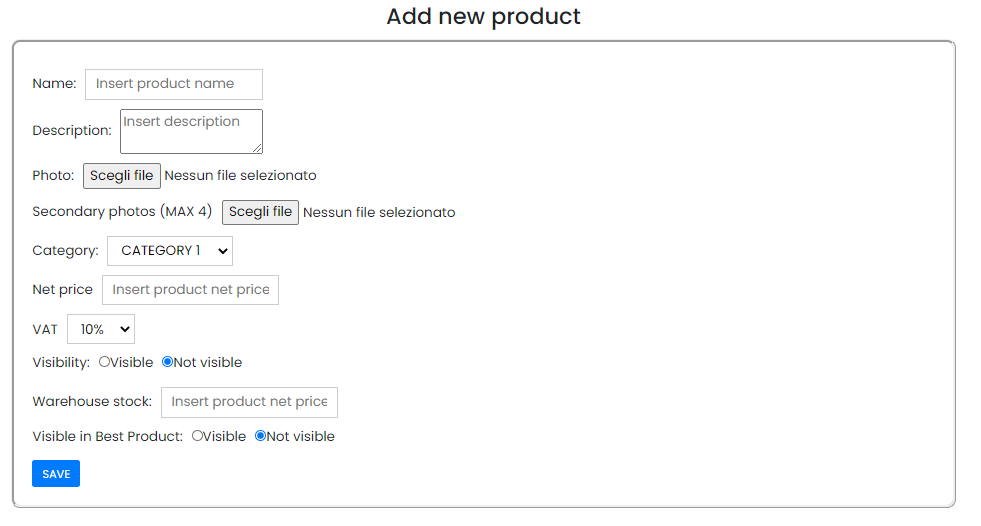 Add new product
Name: Insert product name
Description: Insert description
Photo: Scegli file Nessun file selezionato
Secondary photos (MAX 4) Scegli file Nessun file selezionato
Category: CATEGORY 1
Net price Insert product net price
VAT 10%
Visibility: Visible Not visible
Warehouse stock: Insert product net price
Visible in Best Product: Visible Not visible
SAVE